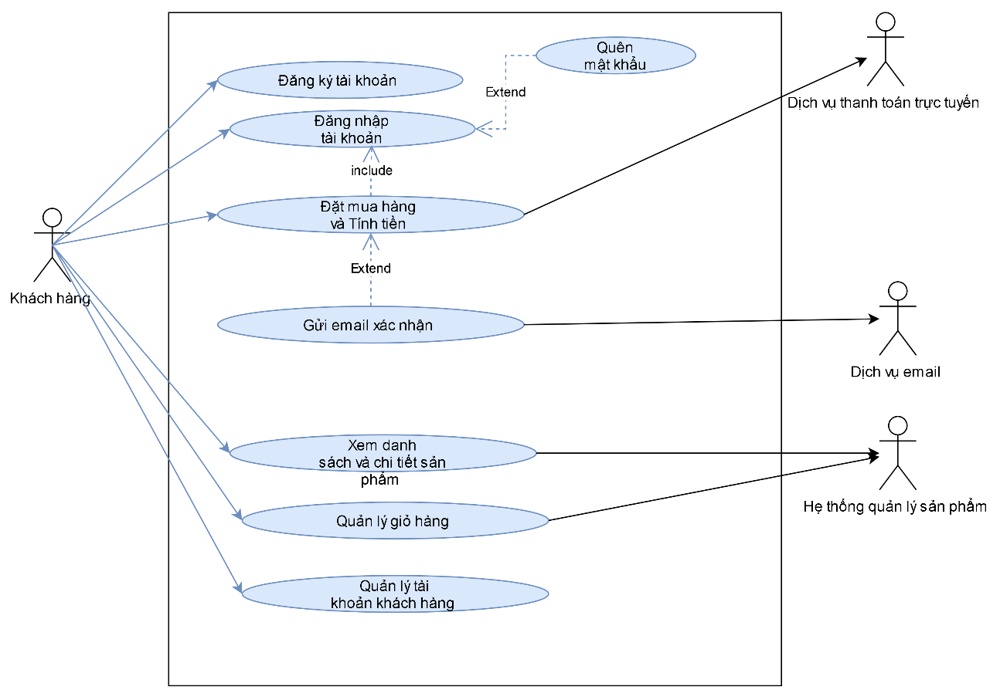 Quên
mật khẩu
Đăng ký tài khoản
Extend
Dịch vụ thanh toán trực tuyến
Đăng nhập
tài khoản
include
Đặt mua hàng
và Tính tiền
Extend
Khách hàng
Gửi email xác nhận
Dịch vụ email
Xem danh
sách và chi tiết sản
phẩm
Hẹ thống quản lý sản phẩm
Quản lý giỏ hàng
Quản lý tài
khoản khách hàng